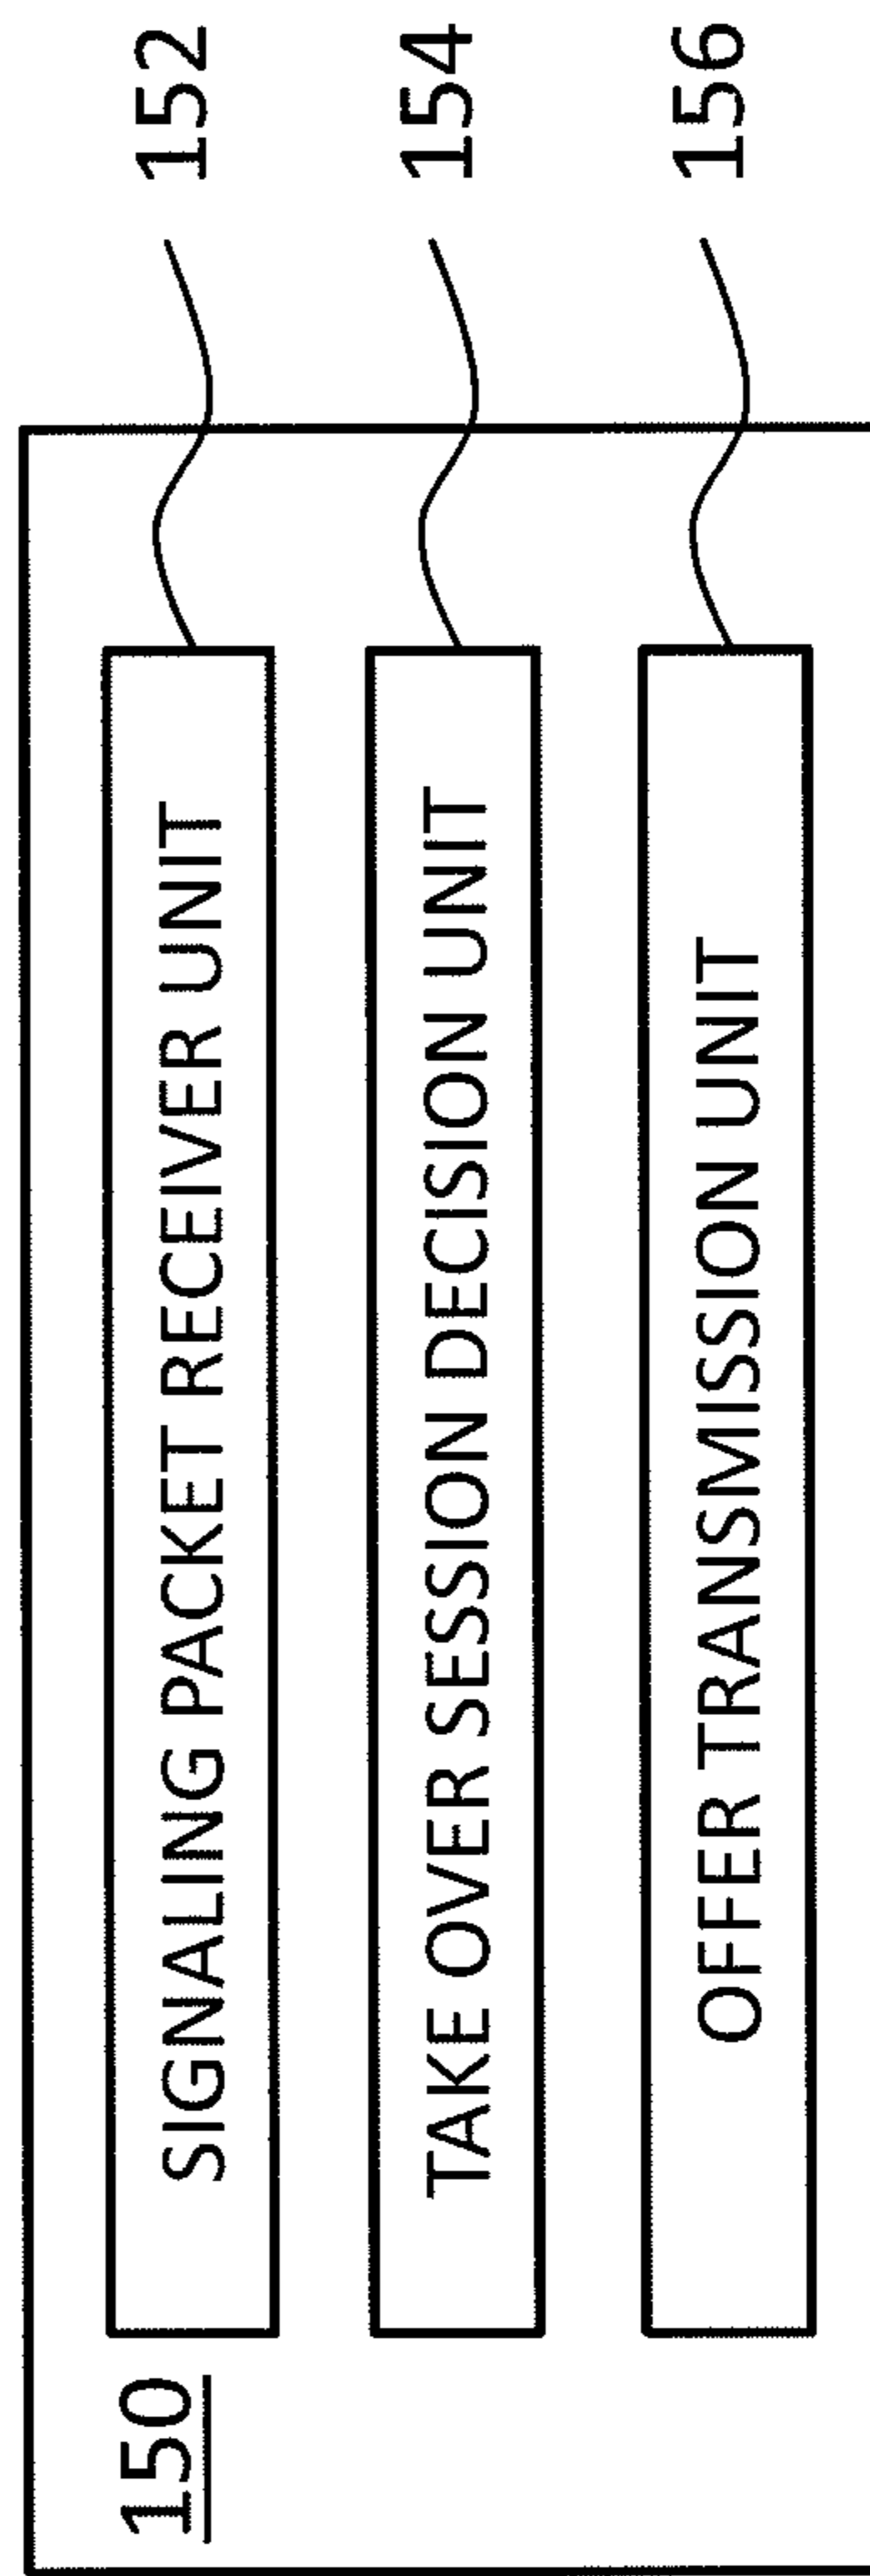 150
SIGNALING PACKET RECEIVER UNIT
152
TAKE OVER SESSION DECISION UNIT
154
OFFER TRANSMISSION UNIT
156